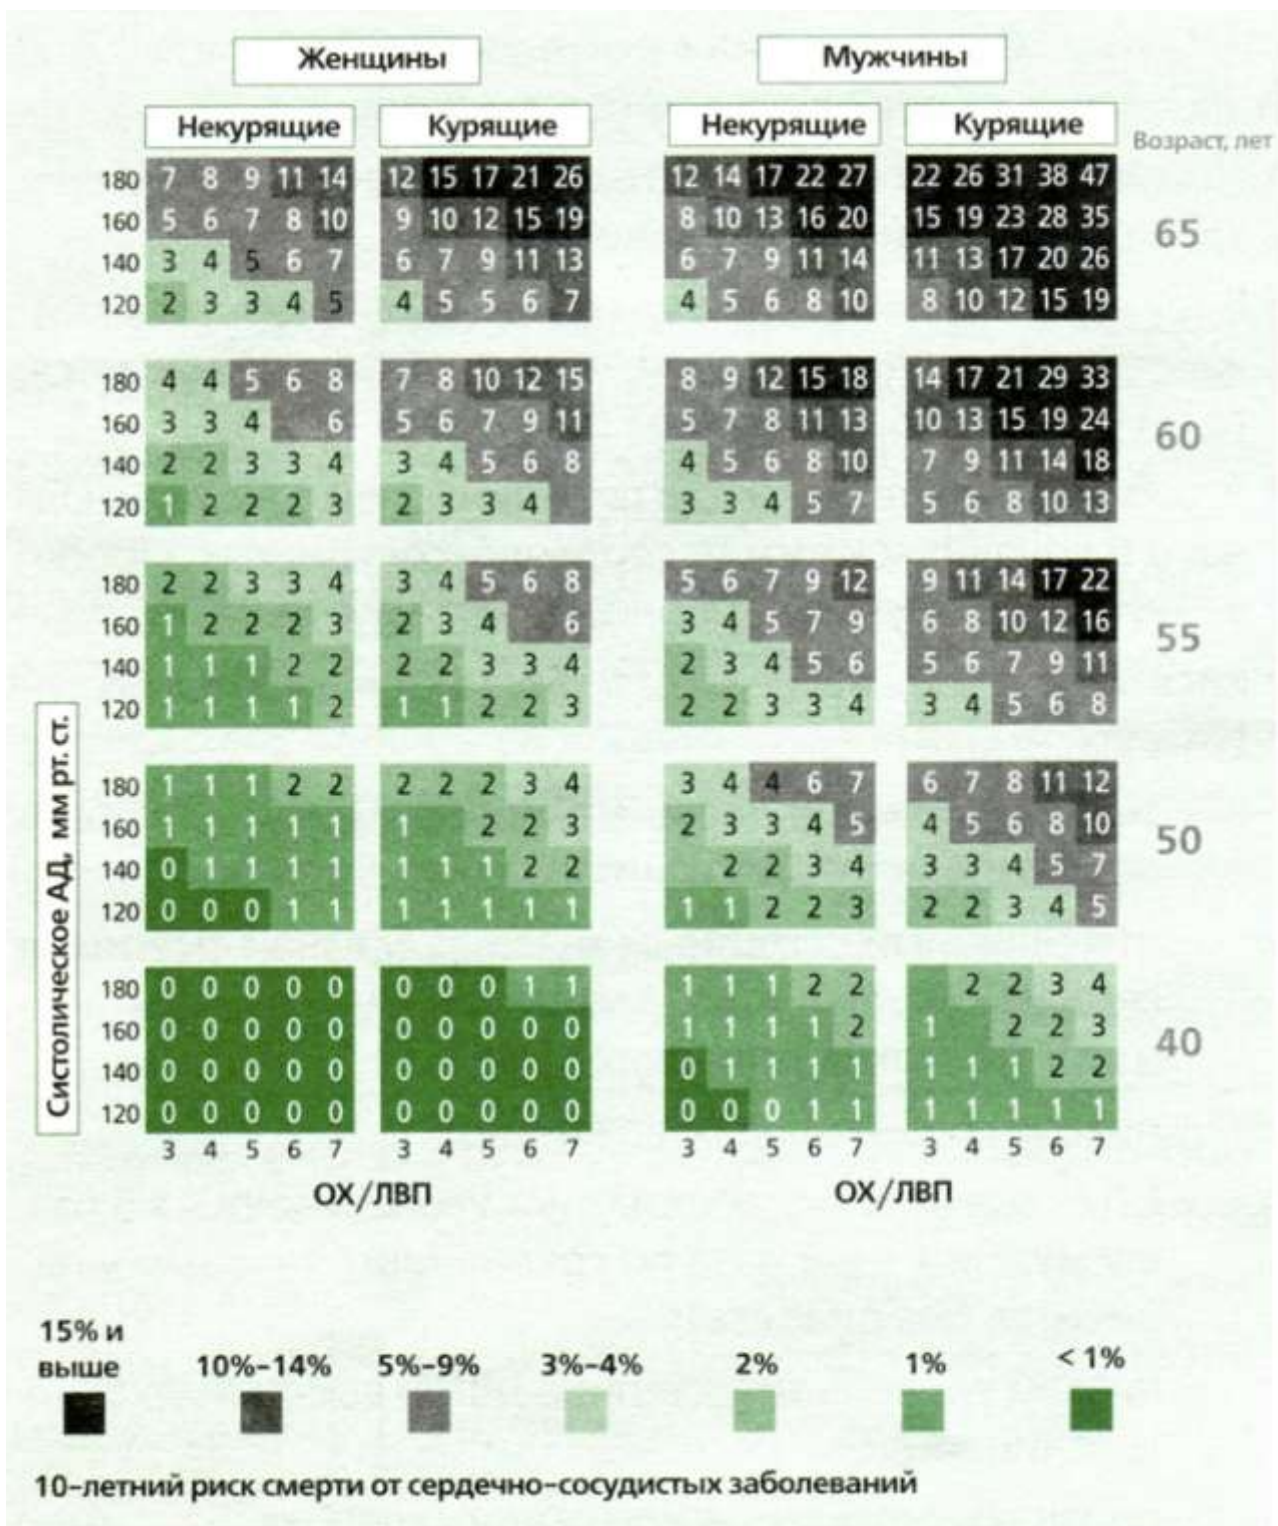 Женщины Мужчины
Некурящие Курящие Некурящие Курящие
Возраст, лет
180 7 8 9 11 14 12 15 17 21 26 12 14 17 22 27 22 26 31 38 47
160 5 6 7 8 10 9 10 12 15 19 8 10 13 16 20 15 19 23 28 35
65
140 3 4 5 6 7 6 7 9 11 13 6 7 9 11 14 11 13 17 20 26
120 2 3 3 4 5 4 5 5 6 7 4 5 6 8 10 8 10 12 15 19
180 4 4 5 6 8 7 8 10 12 15 8 9 12 15 18 14 17 21 29 33
160 3 3 4 6 5 6 7 9 11 5 7 8 11 13 10 13 15 19 24
60
140 2 2 3 3 4 3 4 5 6 8 4 5 6 8 10 7 9 11 14 18
120 1 2 2 2 3 2 3 3 4 3 3 4 5 7 5 6 8 10 13
180 2 2 3 3 4 3 4 5 6 8 5 6 7 9 12 9 11 14 17 22
160 1 2 2 2 3 2 3 4 6 3 4 5 7 9 6 8 10 12 16
55
140 1 1 1 2 2 2 2 3 3 4 2 3 4 5 6 5 6 7 9 11
120 1 1 1 1 2 1 1 2 2 3 2 2 3 3 4 3 4 5 6 8
180 1 1 1 2 2 2 2 2 3 4 3 4 4 6 7 6 7 8 11 12
160 1 1 1 1 1 1 2 2 3 2 3 3 4 5 4 5 6 8 10
50
140 0 1 1 1 1 1 1 1 2 2 2 2 3 4 3 3 4 5 7
120 0 0 0 1 1 1 1 1 1 1 1 1 2 2 3 2 2 3 4 5
180 0 0 0 0 0 0 0 0 1 1 1 1 1 2 2 2 2 3 4
160 0 0 0 0 0 0 0 0 0 0 1 1 1 1 2 1 2 2 3
40
140 0 0 0 0 0 0 0 0 0 0 0 1 1 1 1 1 1 1 2 2
120 0 0 0 0 0 0 0 0 0 0 0 0 0 1 1 1 1 1 1 1
Систолическое АД, мм рт. ст.
3 4 5 6 7 3 4 5 6 7 3 4 5 6 7 3 4 5 6 7
ОХ/ЛВП ОХ/ЛВП
15% и
выше 10%-14% 5%-9% 3%-4% 2% 1% < 1%
10-летний риск смерти от сердечно-сосудистых заболеваний